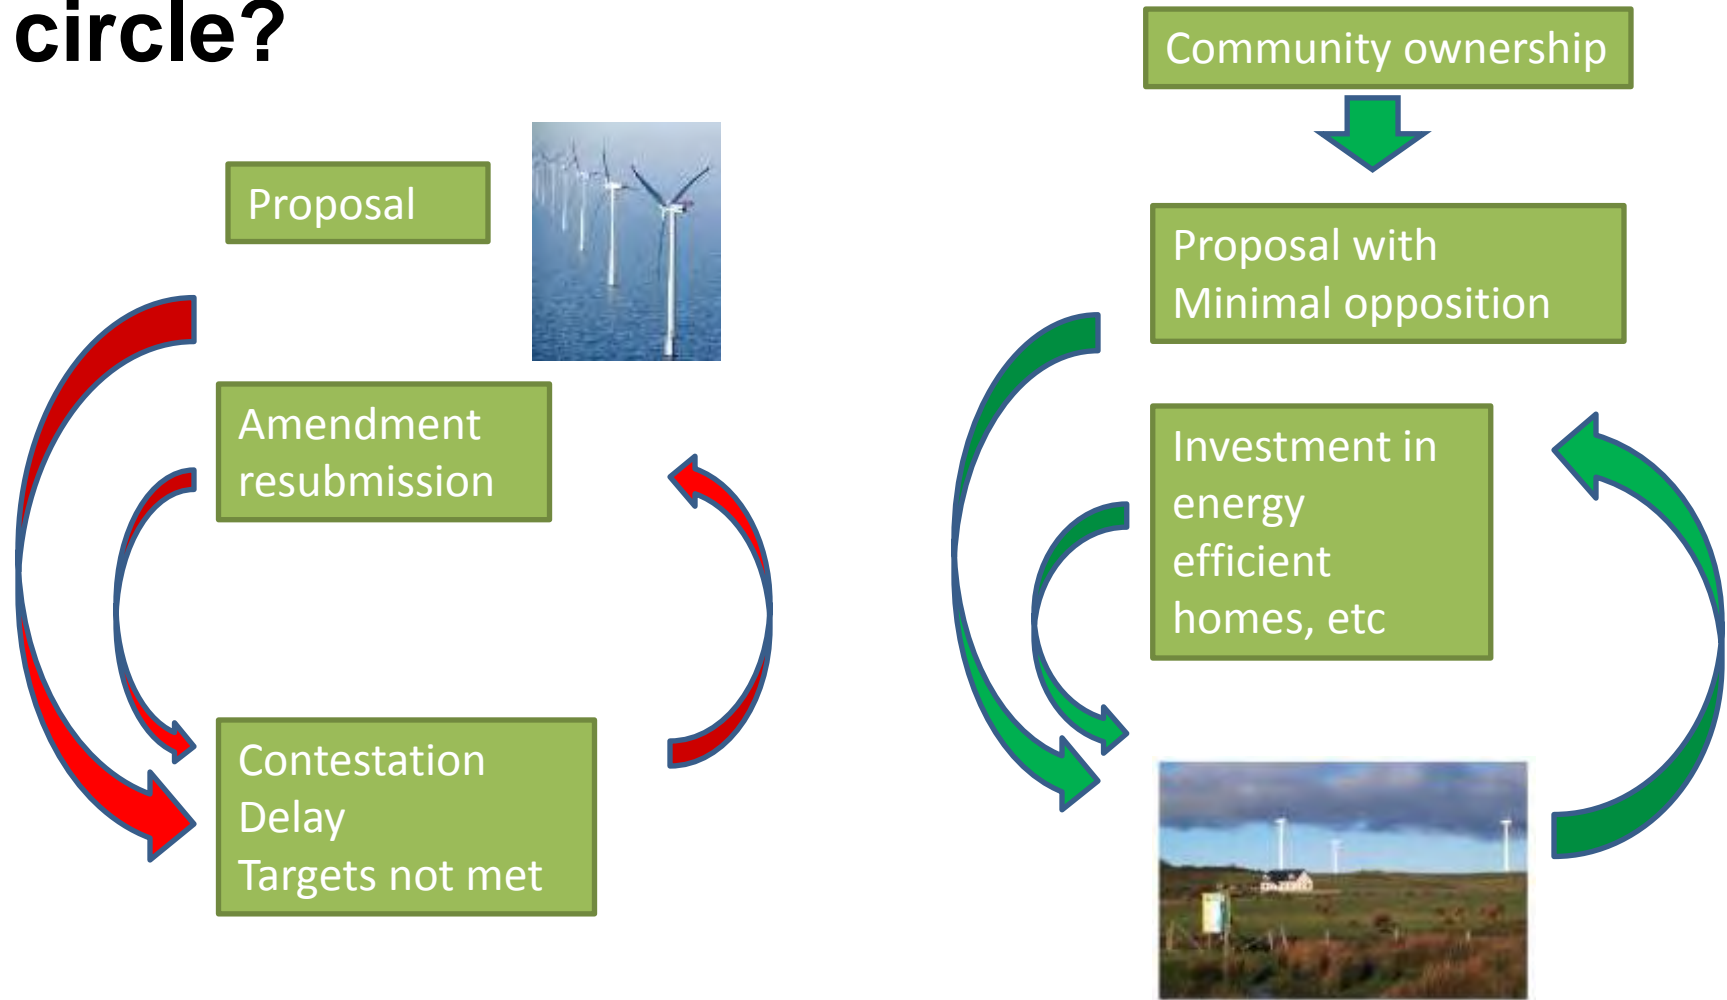 circle?
Proposal
Amendment
resubmission
Contestation
Delay
Targets not met
Community ownership
Proposal with
Minimal opposition
Investment in
energy
efficient
homes, etc